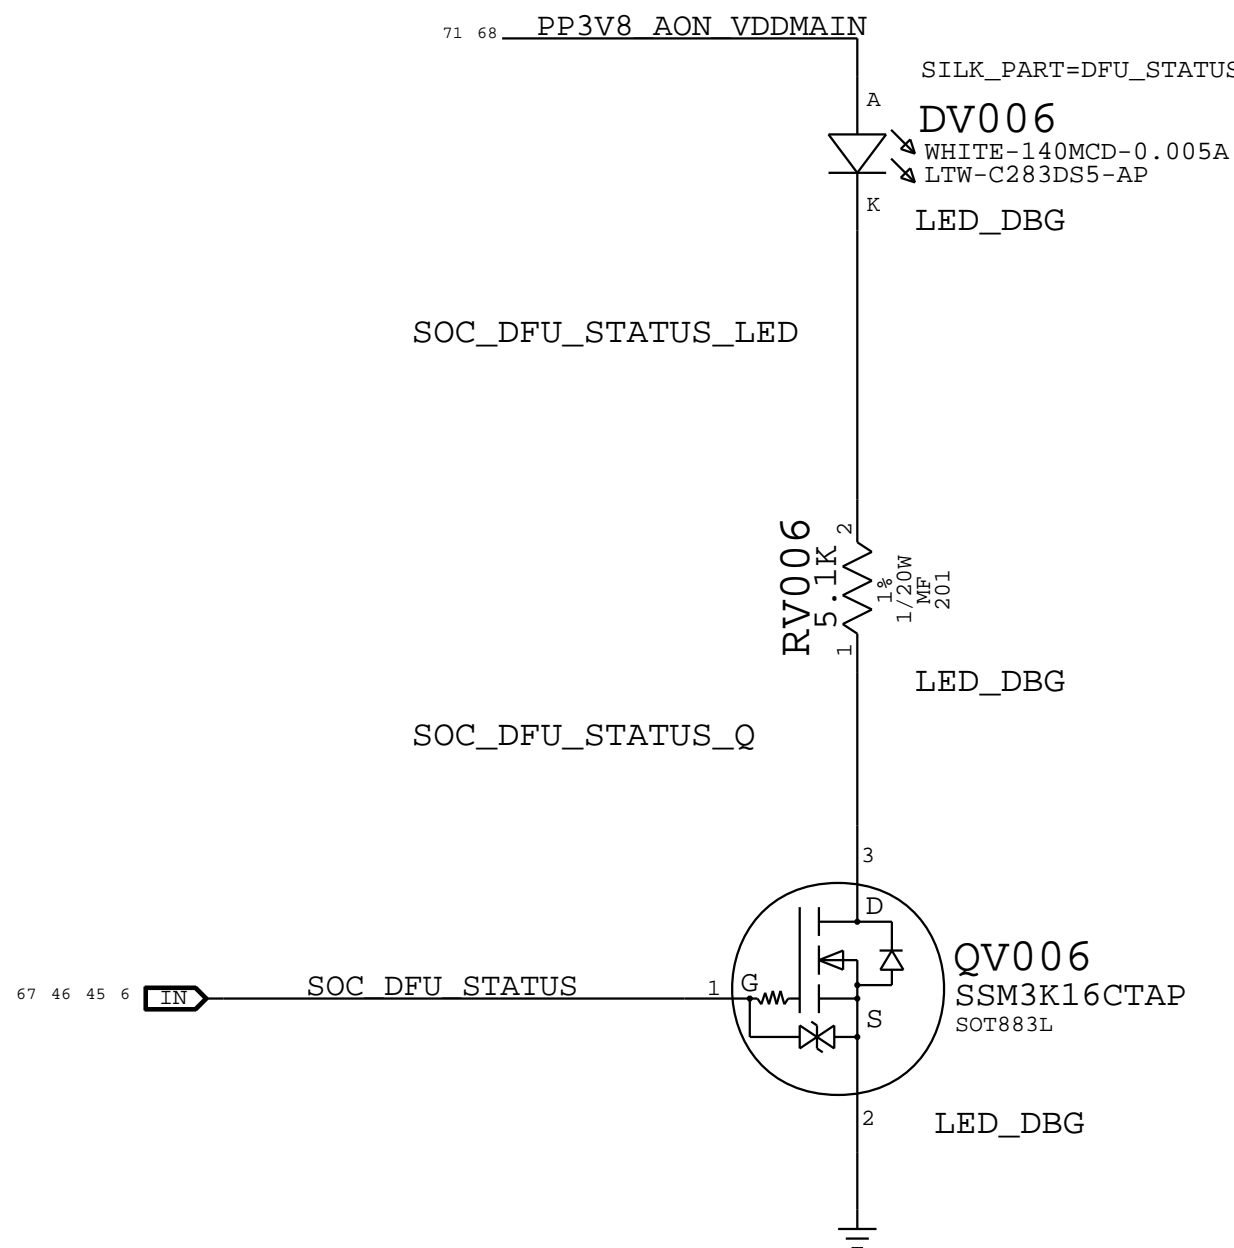 71 68 PP3V8_AON_VDDMAIN
SILK_PART=DFU_STATUS
A
DV006
WHITE-140MCD-0.005A
LTW-C283DS5-AP
K
LED_DBG
SOC_DFU_STATUS_LED
2
RV006
5.1K
1%
1/20W
MF
201
1
LED_DBG
SOC_DFU_STATUS_Q
3
D
QV006
SSM3K16CTAP
SOT883L
67 46 45 6 IN SOC_DFU_STATUS 1 G
S
2
LED_DBG